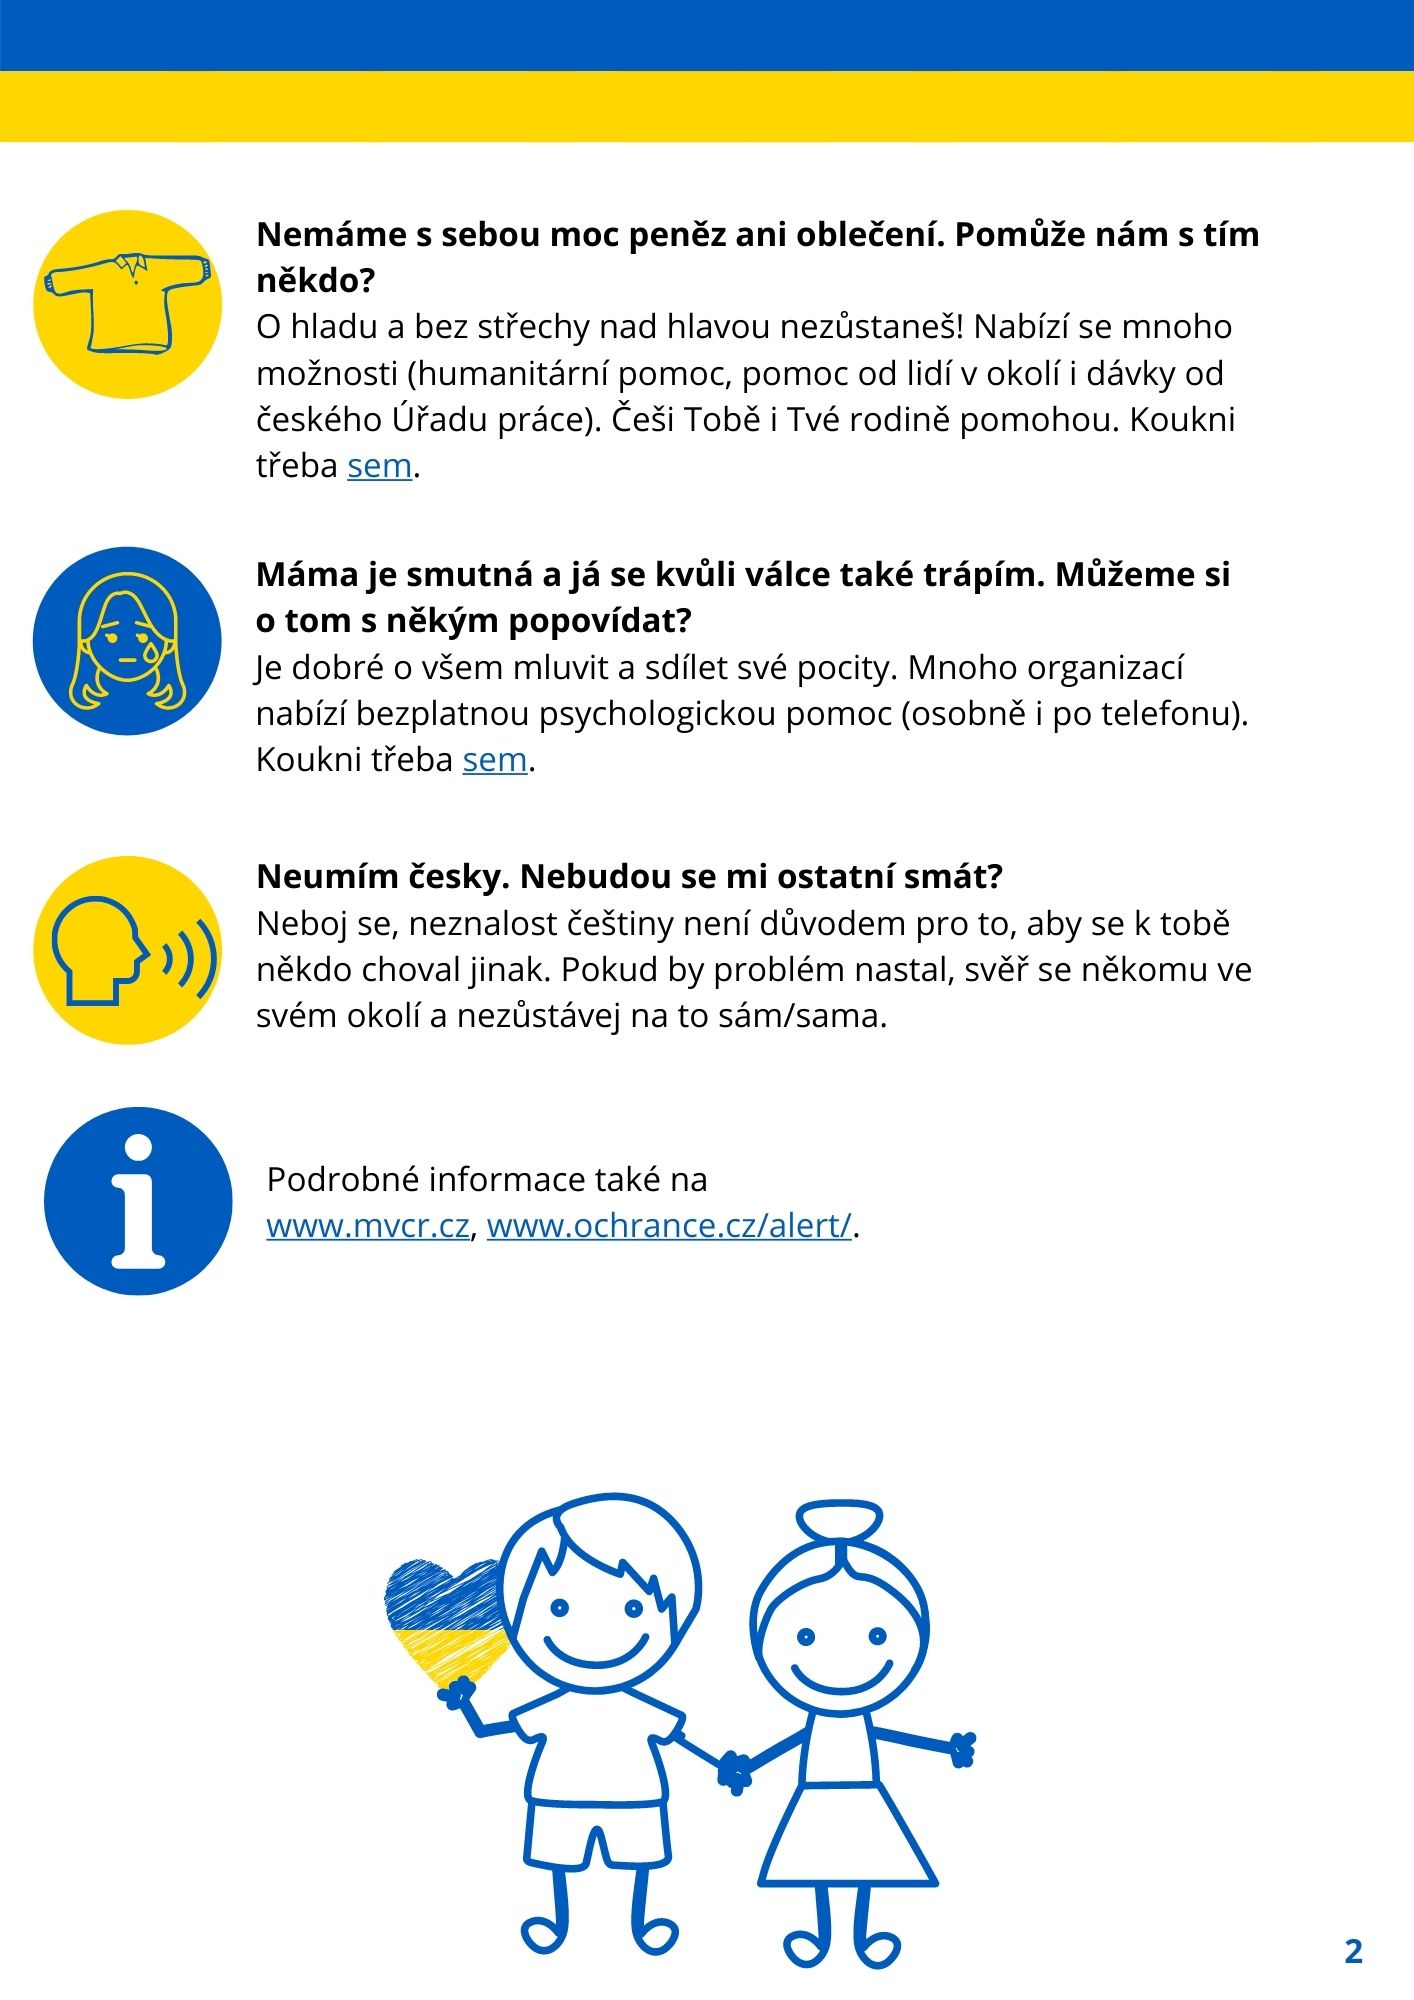 Nemáme s sebou moc peněz ani oblečení. Pomůže nám s tím
někdo?
O hladu a bez střechy nad hlavou nezůstaneš! Nabízí se mnoho
možnosti (humanitární pomoc, pomoc od lidí v okolí i dávky od
českého Úřadu práce). Češi Tobě i Tvé rodině pomohou. Koukni
třeba sem.
Máma je smutná a já se kvůli válce také trápím. Můžeme si
o tom s někým popovídat?
Je dobré o všem mluvit a sdílet své pocity. Mnoho organizací
nabízí bezplatnou psychologickou pomoc (osobně i po telefonu).
Koukni třeba sem.
Neumím česky. Nebudou se mi ostatní smát?
Neboj se, neznalost češtiny není důvodem pro to, aby se k tobě
někdo choval jinak. Pokud by problém nastal, svěř se někomu ve
svém okolí a nezůstávej na to sám/sama.
Podrobné informace také na
www.mvcr.cz, www.ochrance.cz/alert/.
2